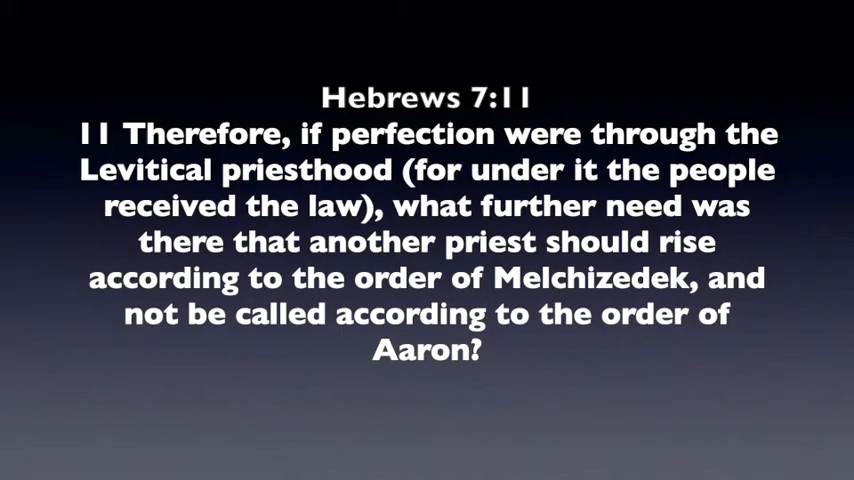 Hebrews 7:11
11 Therefore, if perfection were through the
Levitical priesthood (for under it the people
received the law), what further need was
there that another priest should rise
according to the order of Melchizedek, and
not be called according to the order of
Aaron?